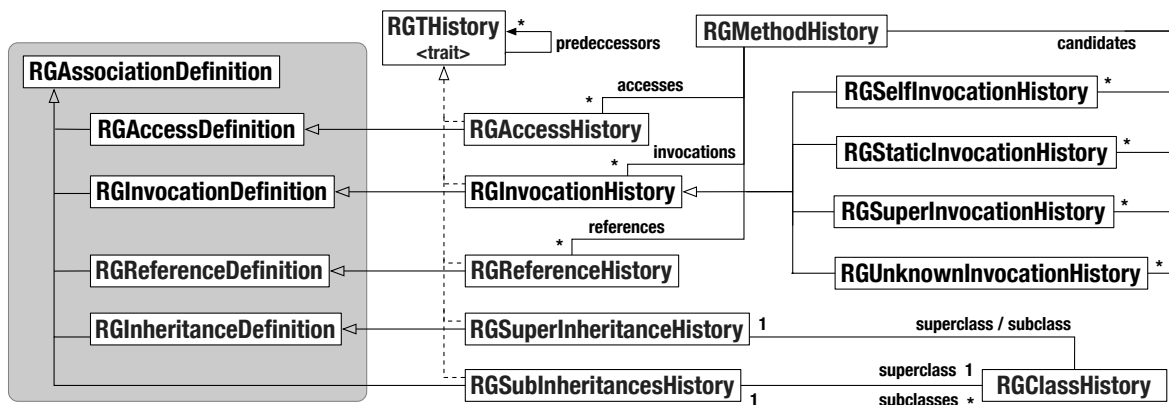 RGTHistory
<trait>
*
predeccessors
RGMethodHistory
candidates
RGAssociationDefinition
accesses
*
RGSelfInvocationHistory
*
RGAccessDefinition
RGAccessHistory
invocations
*
RGStaticInvocationHistory
*
RGInvocationDefinition
RGInvocationHistory
RGSuperInvocationHistory
*
references
*
RGReferenceDefinition
RGReferenceHistory
RGUnknownInvocationHistory
*
RGInheritanceDefinition
RGSuperInheritanceHistory
1
superclass / subclass
RGSubInheritancesHistory
1
superclass 1
subclasses *
RGClassHistory